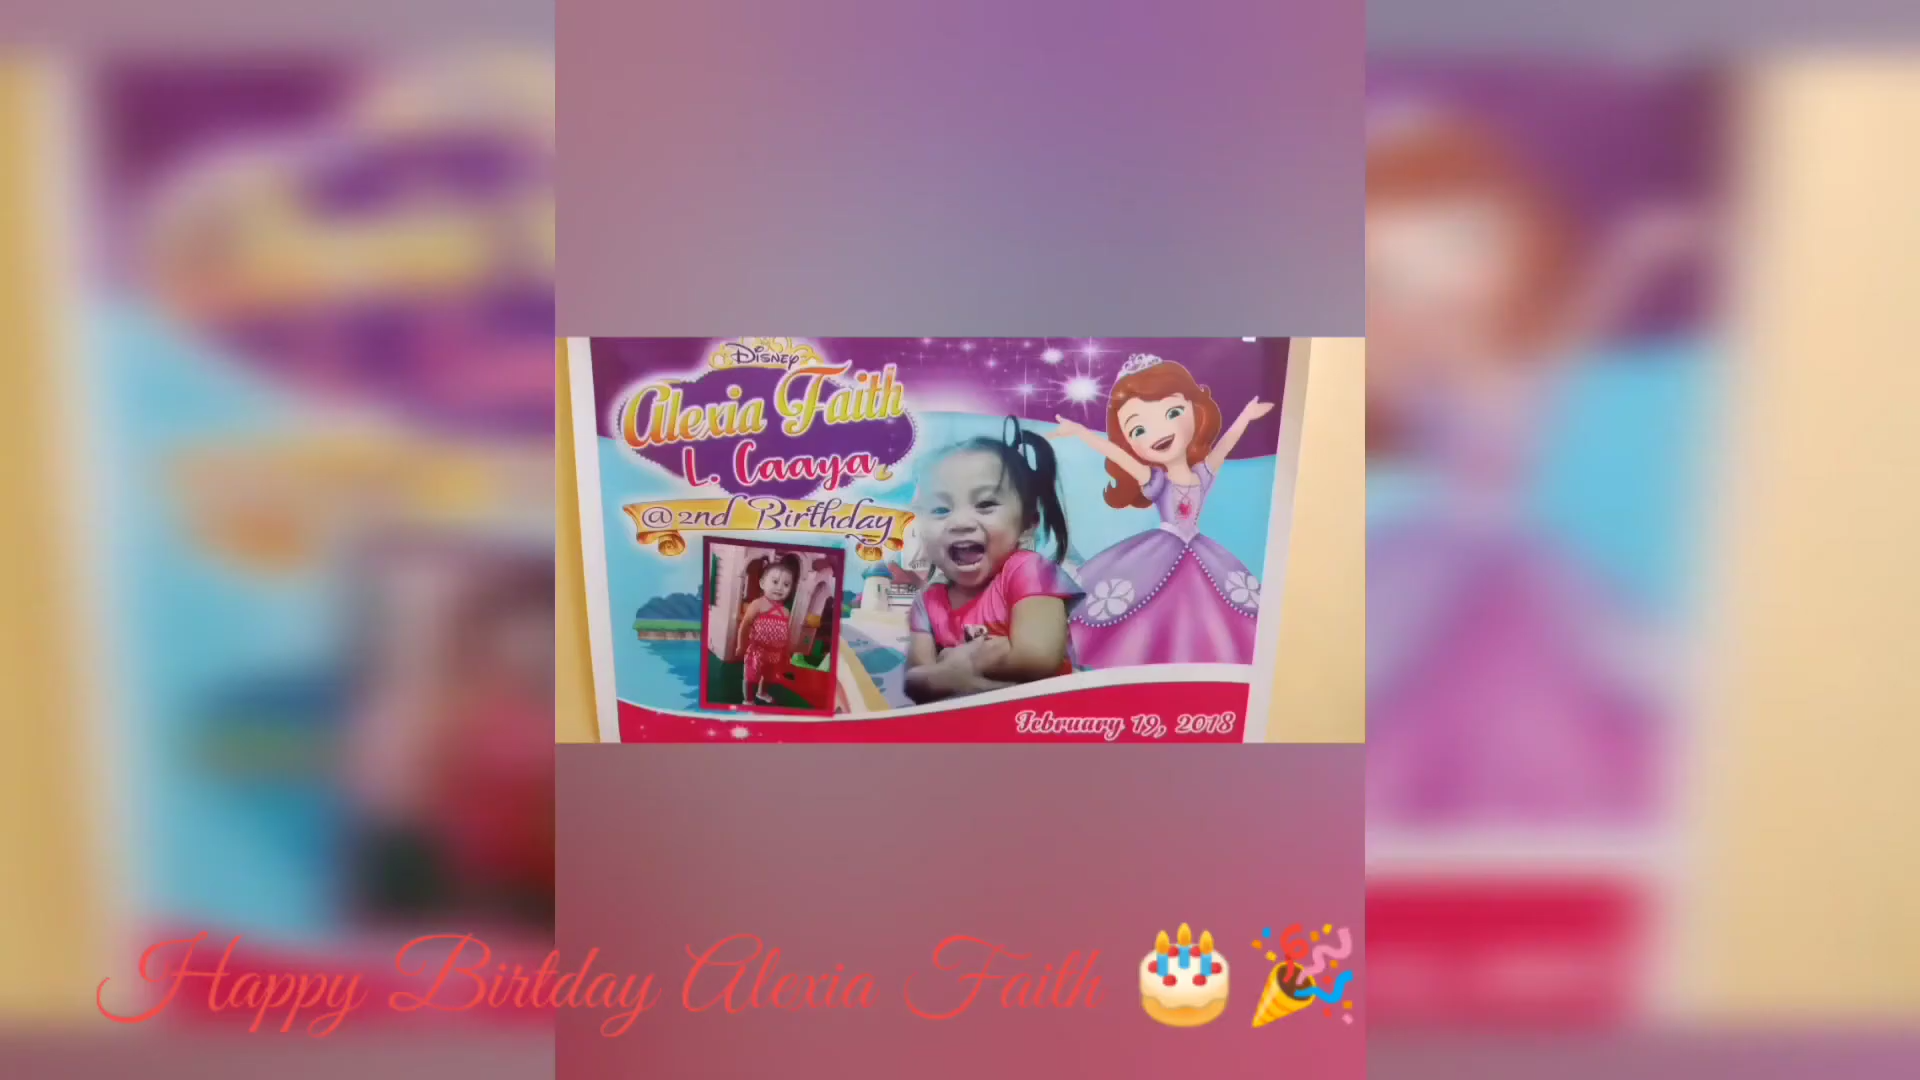 Disney
Alexia Faith
L. Caaya
@ 2nd Birthday
February 19, 2018
Happy Birtday Alexia Faith 🎂 🎉